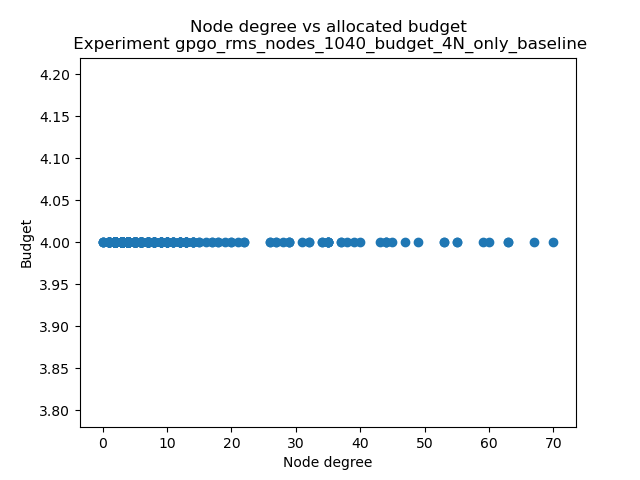 Node degree vs allocated budget
Experiment gpgo_rms_nodes_1040_budget_4N_only_baseline
4.20
4.15
4.10
4.05
4.00
3.95
3.90
3.85
3.80
Budget
0 10 20 30 40 50 60 70
Node degree